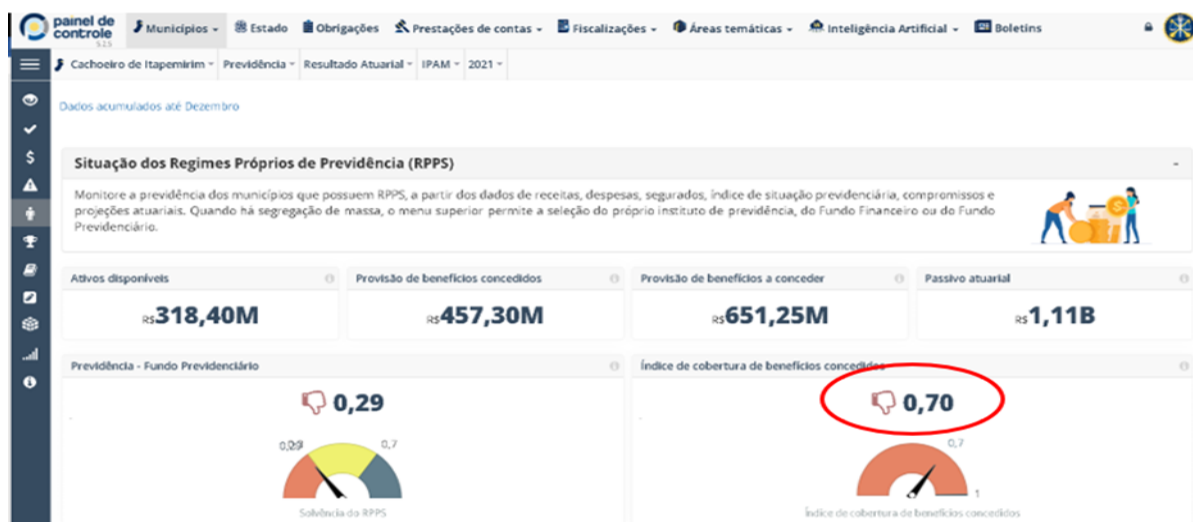 painel de controle
5.2.5
Municípios
Estado
Obrigações
Prestações de contas
Fiscalizações
Áreas temáticas
Inteligência Artificial
Boletins
Cachoeiro de Itapemirim
Previdência
Resultado Atuarial
IPAM
2021
Dados acumulados até Dezembro
Situação dos Regimes Próprios de Previdência (RPPS)
-
Monitore a previdência dos municípios que possuem RPPS, a partir dos dados de receitas, despesas, segurados, índice de situação previdenciária, compromissos e
projeções atuariais. Quando há segregação de massa, o menu superior permite a seleção do próprio instituto de previdência, do Fundo Financeiro ou do Fundo
Previdenciário.
Ativos disponíveis
R$318,40M
Provisão de benefícios concedidos
R$457,30M
Provisão de benefícios a conceder
R$651,25M
Passivo atuarial
R$1,11B
Previdência - Fundo Previdenciário
0,29
0,7
Solvência do RPPS
Índice de cobertura de benefícios concedidos
0,70
0,7
1
Índice de cobertura de benefícios concedidos